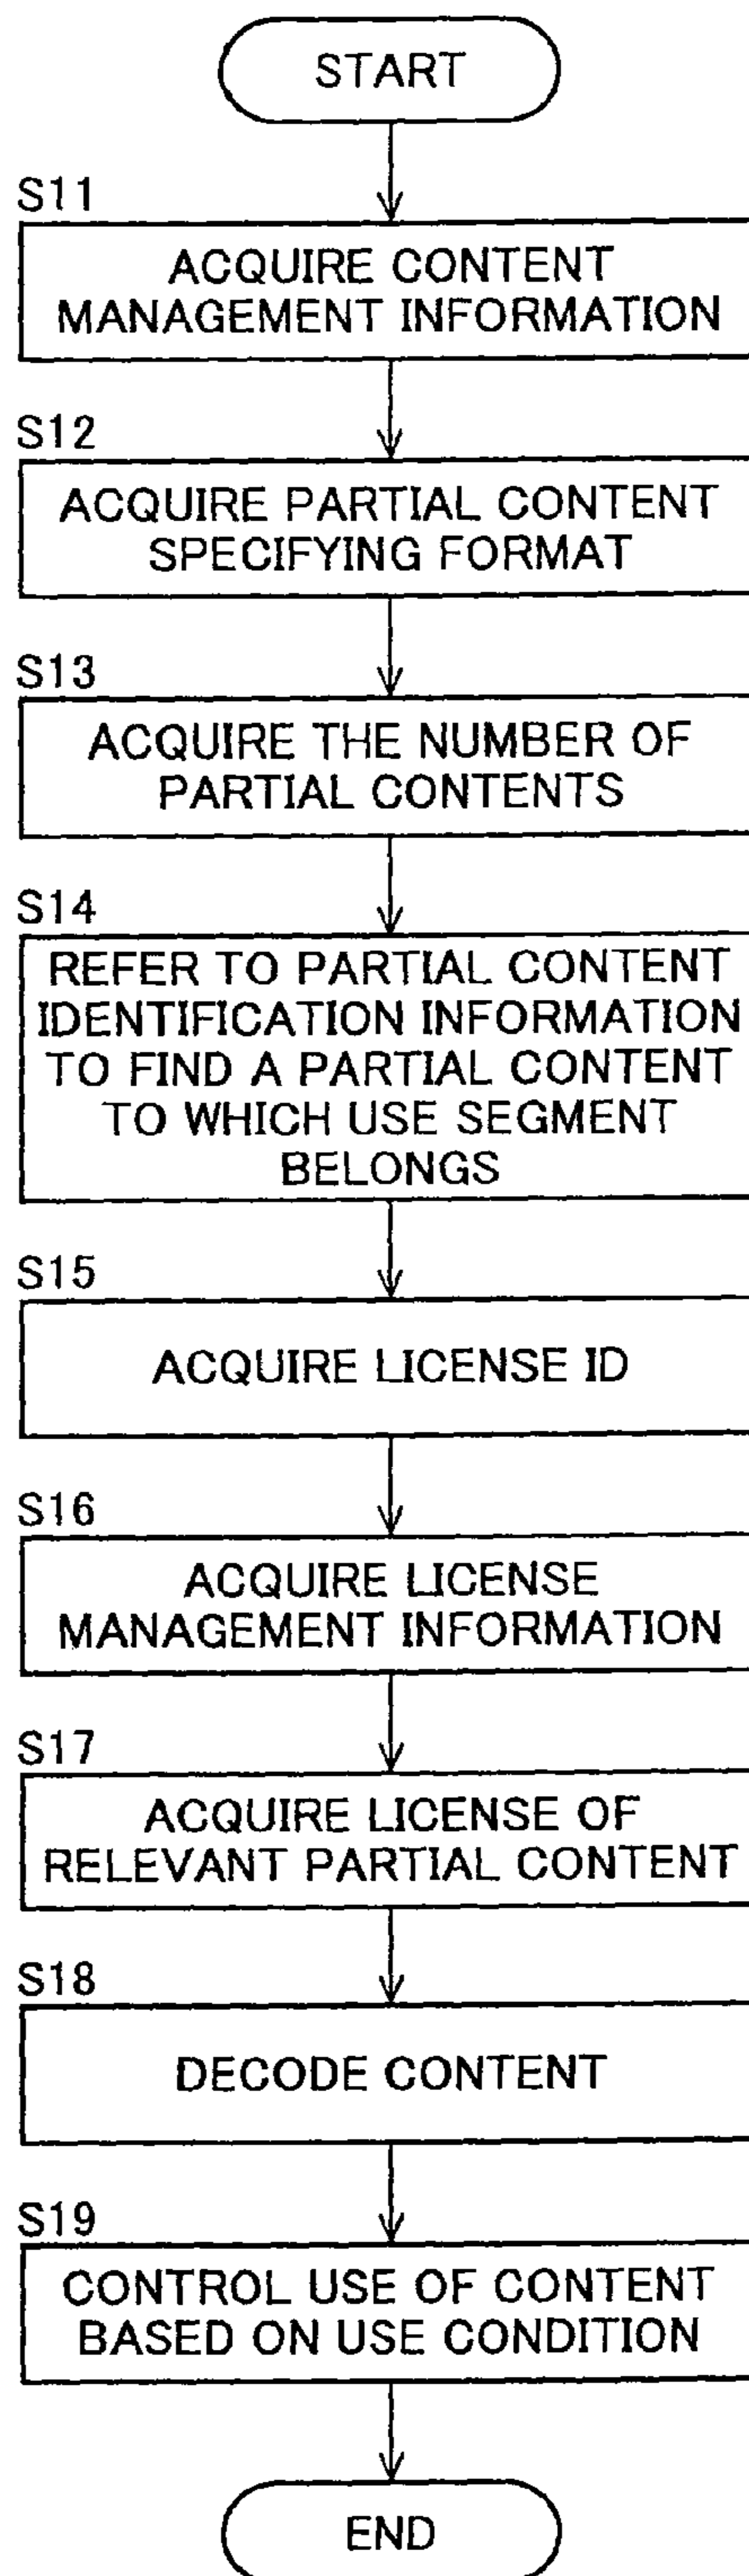 START
S11
ACQUIRE CONTENT
MANAGEMENT INFORMATION
S12
ACQUIRE PARTIAL CONTENT
SPECIFYING FORMAT
S13
ACQUIRE THE NUMBER OF
PARTIAL CONTENTS
S14
REFER TO PARTIAL CONTENT
IDENTIFICATION INFORMATION
TO FIND A PARTIAL CONTENT
TO WHICH USE SEGMENT
BELONGS
S15
ACQUIRE LICENSE ID
S16
ACQUIRE LICENSE
MANAGEMENT INFORMATION
S17
ACQUIRE LICENSE OF
RELEVANT PARTIAL CONTENT
S18
DECODE CONTENT
S19
CONTROL USE OF CONTENT
BASED ON USE CONDITION
END